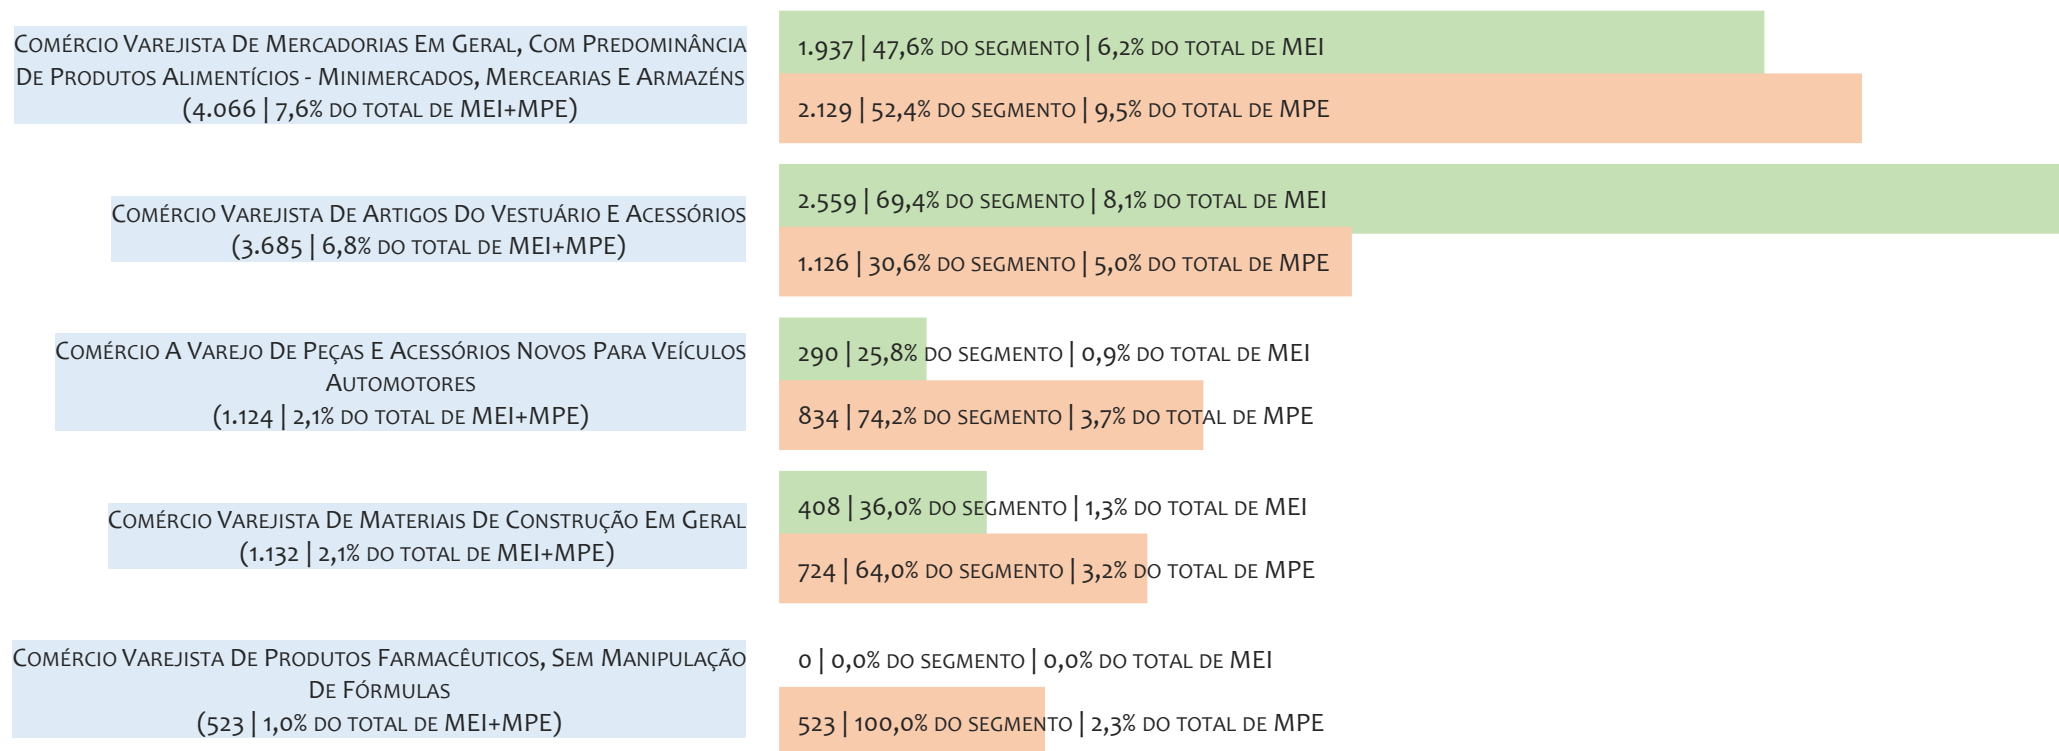 Comércio Varejista De Mercadorias Em Geral, Com Predominância
De Produtos Alimentícios - Minimercados, Mercearias E Armazéns
(4.066 | 7,6% do total de MEI+MPE)
1.937 | 47,6% do segmento | 6,2% do total de MEI
2.129 | 52,4% do segmento | 9,5% do total de MPE
Comércio Varejista De Artigos Do Vestuário E Acessórios
(3.685 | 6,8% do total de MEI+MPE)
2.559 | 69,4% do segmento | 8,1% do total de MEI
1.126 | 30,6% do segmento | 5,0% do total de MPE
Comércio A Varejo De Peças E Acessórios Novos Para Veículos
Automotores
(1.124 | 2,1% do total de MEI+MPE)
290 | 25,8% do segmento | 0,9% do total de MEI
834 | 74,2% do segmento | 3,7% do total de MPE
Comércio Varejista De Materiais De Construção Em Geral
(1.132 | 2,1% do total de MEI+MPE)
408 | 36,0% do segmento | 1,3% do total de MEI
724 | 64,0% do segmento | 3,2% do total de MPE
Comércio Varejista De Produtos Farmacêuticos, Sem Manipulação
De Fórmulas
(523 | 1,0% do total de MEI+MPE)
0 | 0,0% do segmento | 0,0% do total de MEI
523 | 100,0% do segmento | 2,3% do total de MPE